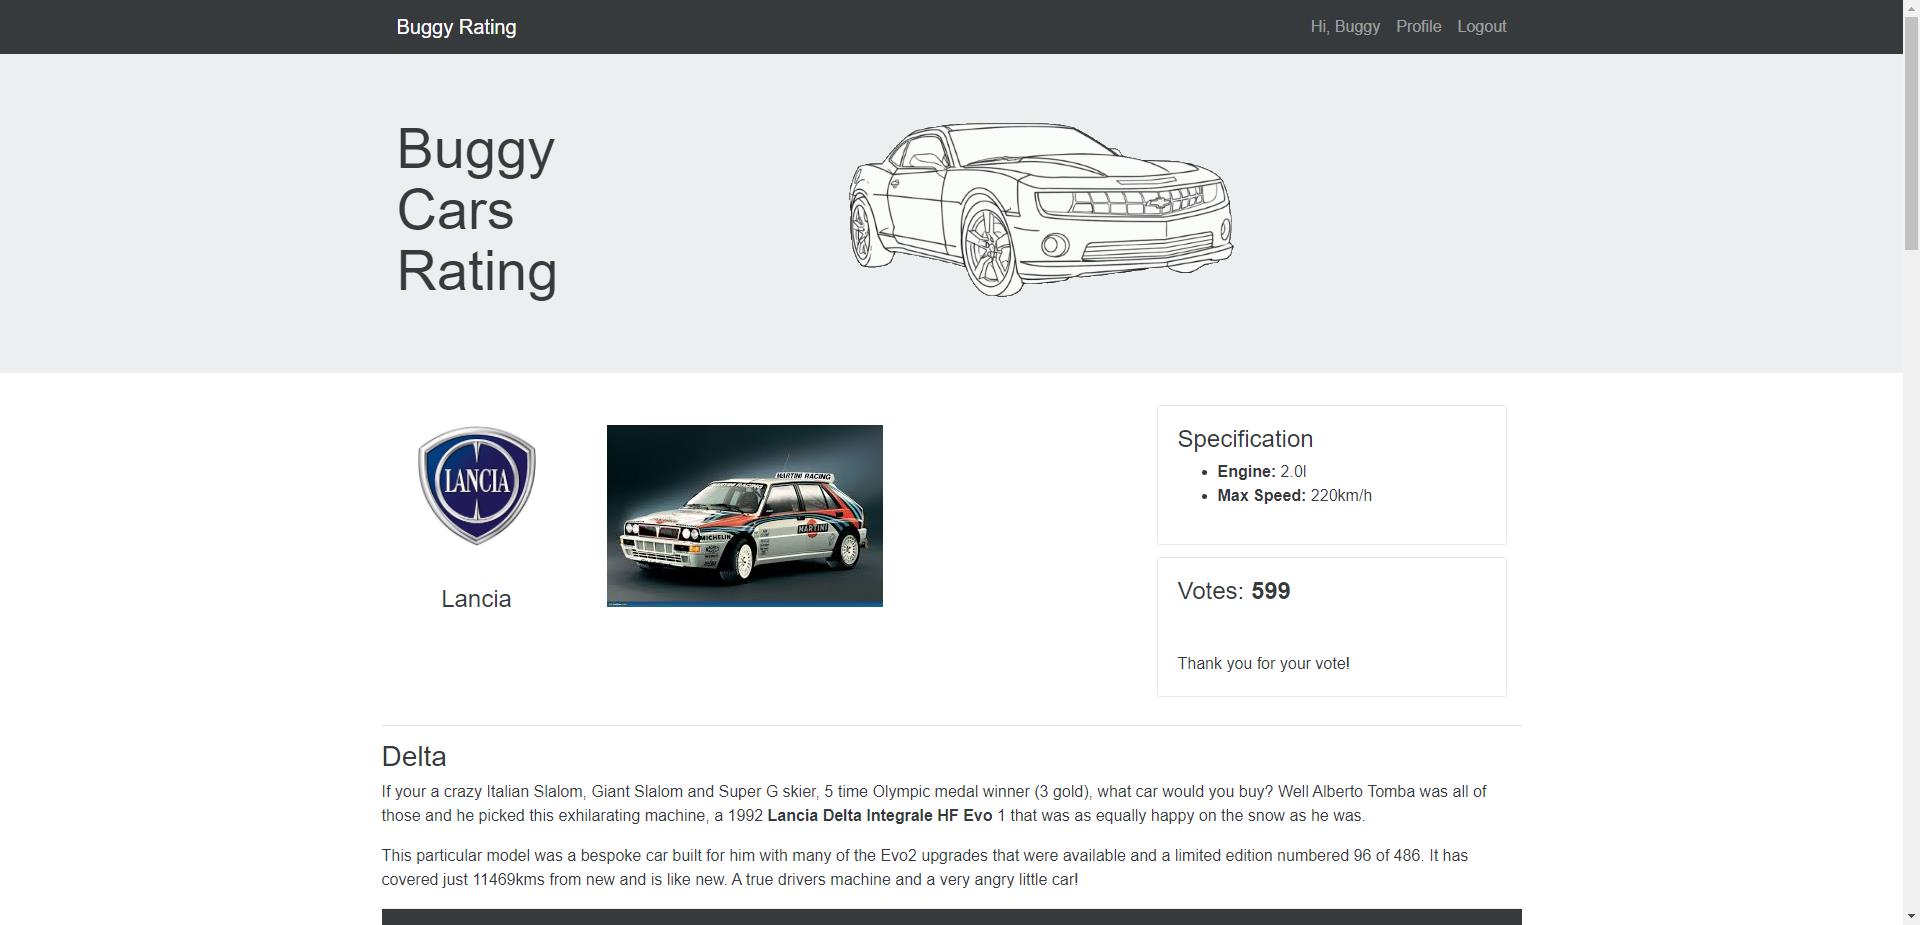 Buggy Rating
Hi, Buggy Profile Logout
Buggy
Cars
Rating
LANCIA
Lancia
MARTINI RACING
MARTINI RACING
MARTINI
MICHELIN
Specification
Engine: 2.0l
Max Speed: 220km/h
Votes: 599
Thank you for your vote!
Delta
If your a crazy Italian Slalom, Giant Slalom and Super G skier, 5 time Olympic medal winner (3 gold), what car would you buy? Well Alberto Tomba was all of
those and he picked this exhilarating machine, a 1992 Lancia Delta Integrale HF Evo 1 that was as equally happy on the snow as he was.
This particular model was a bespoke car built for him with many of the Evo2 upgrades that were available and a limited edition numbered 96 of 486. It has
covered just 11469kms from new and is like new. A true drivers machine and a very angry little car!